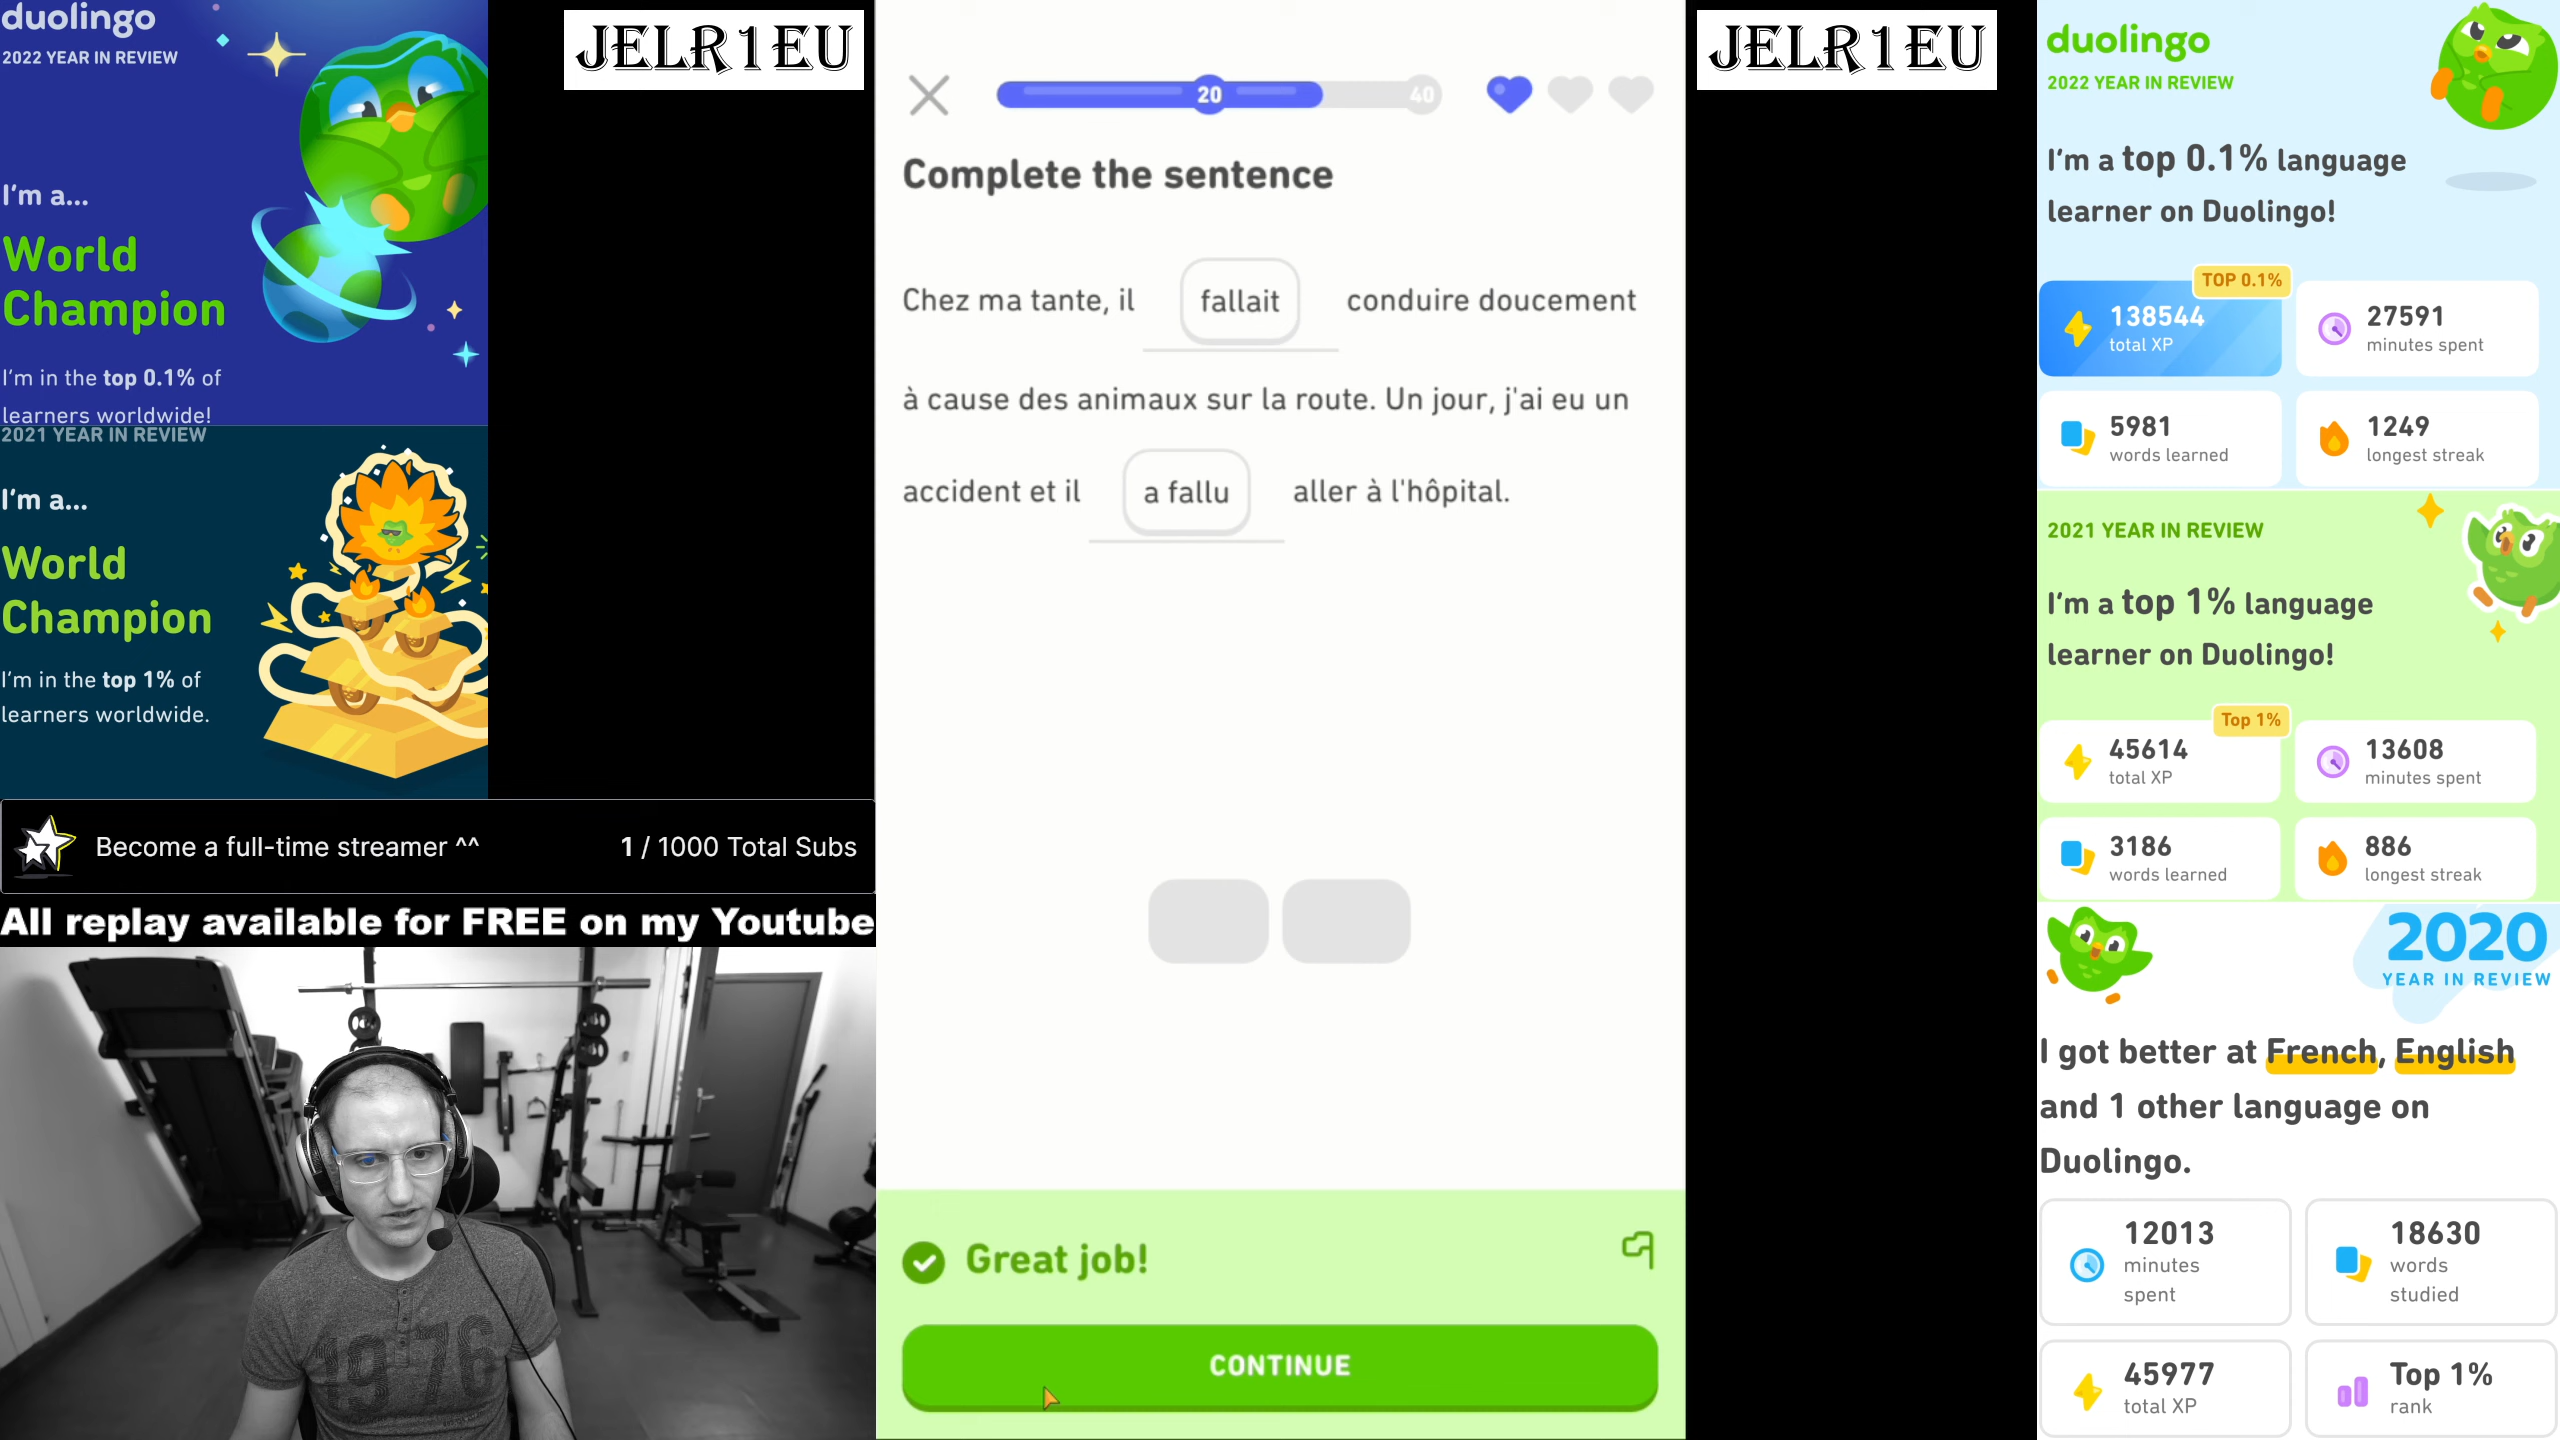 duolingo
2022 YEAR IN REVIEW
I'm a...
World
Champion
I'm in the top 0.1% of
learners worldwide!
2021 YEAR IN REVIEW
I'm a...
World
Champion
I'm in the top 1% of
learners worldwide.
Become a full-time streamer ^^ 1 / 1000 Total Subs
All replay available for FREE on my Youtube
1976
JELR1EU
20 40
Complete the sentence
Chez ma tante, il fallait conduire doucement
à cause des animaux sur la route. Un jour, j'ai eu un
accident et il a fallu aller à l'hôpital.
Great job!
CONTINUE
JELR1EU
duolingo
2022 YEAR IN REVIEW
I'm a top 0.1% language
learner on Duolingo!
TOP 0.1%
138544
total XP
27591
minutes spent
5981
words learned
1249
longest streak
2021 YEAR IN REVIEW
I'm a top 1% language
learner on Duolingo!
Top 1%
45614
total XP
13608
minutes spent
3186
words learned
886
longest streak
2020
YEAR IN REVIEW
I got better at French, English
and 1 other language on
Duolingo.
12013
minutes
spent
18630
words
studied
45977
total XP
Top 1%
rank